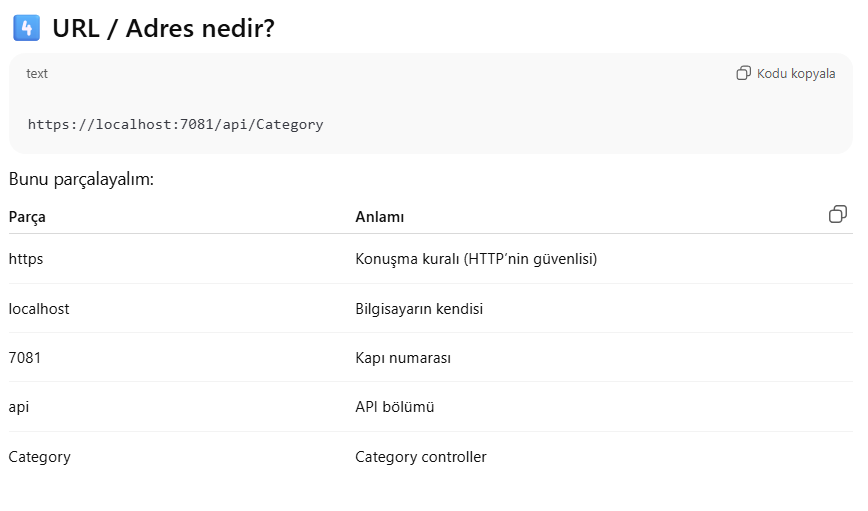 4 URL / Adres nedir?
text
Kodu kopyala
https://localhost:7081/api/Category
Bunu parçalayalım:
Parça Anlamı
https Konuşma kuralı (HTTP’nin güvenlisi)
localhost Bilgisayarın kendisi
7081 Kapı numarası
api API bölümü
Category Category controller